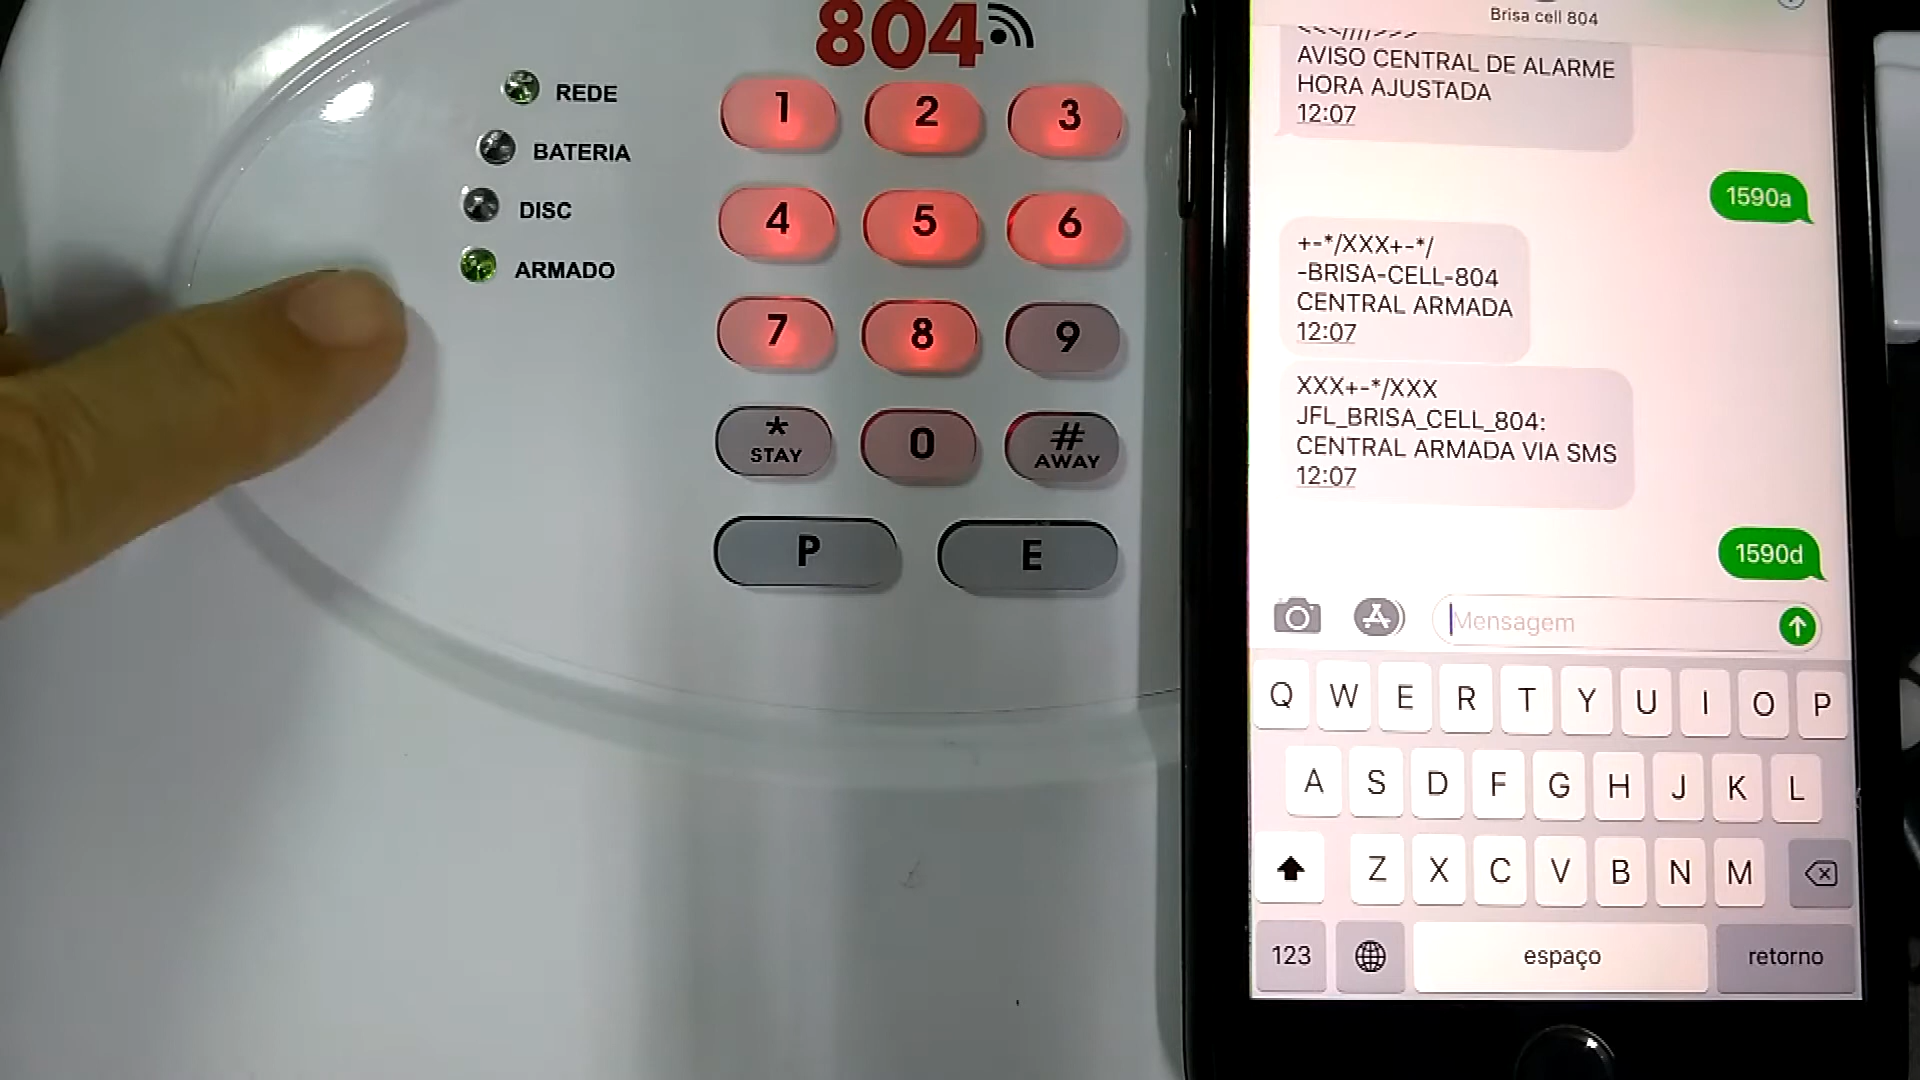 804
REDE
BATERIA
DISC
ARMADO
1 2 3
4 5 6
7 8 9
* 0 #
STAY AWAY
P E
Brisa cell 804
AVISO CENTRAL DE ALARME
HORA AJUSTADA
12:07
1590a
+-*/XXX+-*/
-BRISA-CELL-804
CENTRAL ARMADA
12:07
XXX+-*/XXX
JFL_BRISA_CELL_804:
CENTRAL ARMADA VIA SMS
12:07
1590d
Mensagem
Q W E R T Y U I O P
A S D F G H J K L
Z X C V B N M
123 espaço retorno